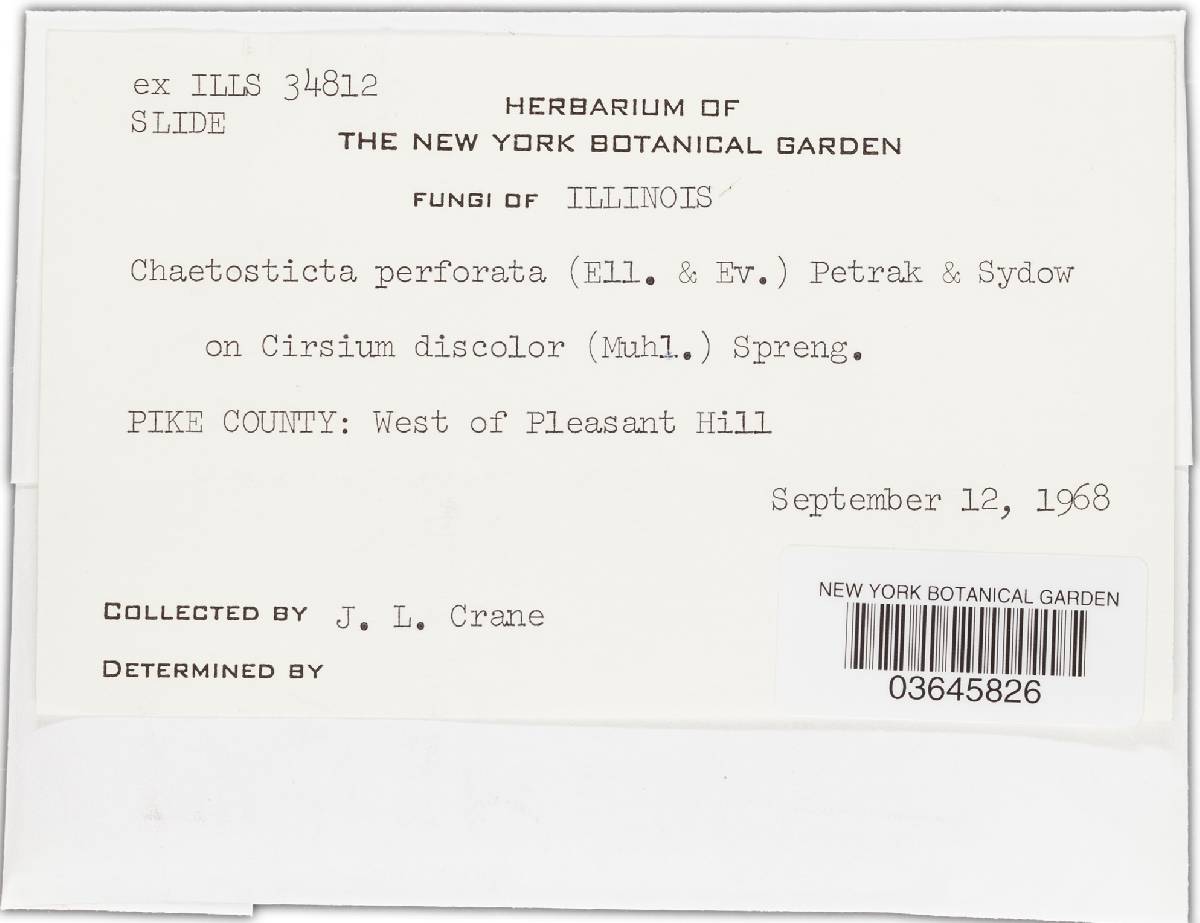 ex ILLS 34812
SLIDE
HERBARIUM OF
THE NEW YORK BOTANICAL GARDEN
FUNGI OF ILLINOIS
Chaetosticta perforata (Ell. & Ev.) Petrak & Sydow
on Cirsium discolor (Muhl.) Spreng.
PIKE COUNTY: West of Pleasant Hill
September 12, 1968
COLLECTED BY J. L. Crane
DETERMINED BY
NEW YORK BOTANICAL GARDEN
03645826